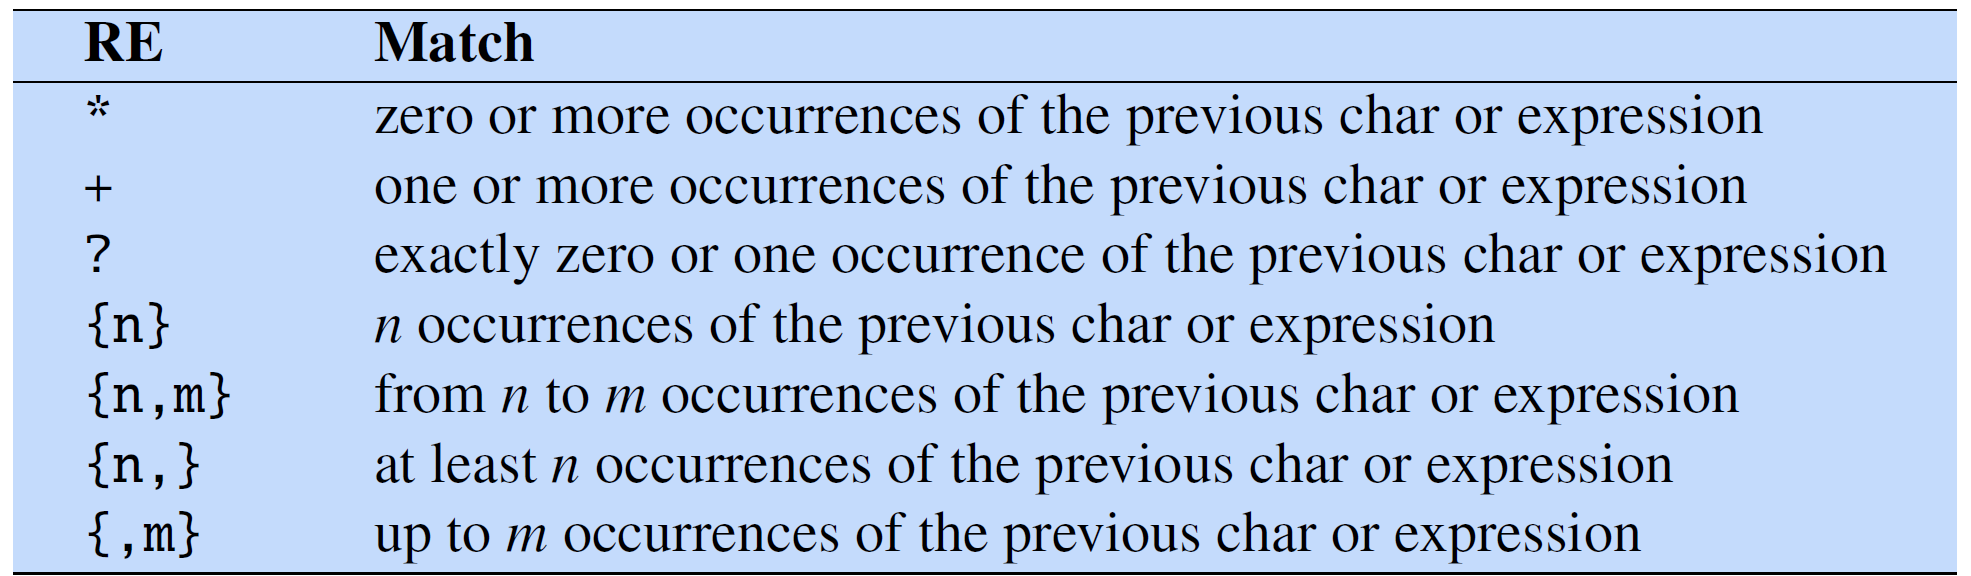 RE Match
* zero or more occurrences of the previous char or expression
+ one or more occurrences of the previous char or expression
? exactly zero or one occurrence of the previous char or expression
{n} n occurrences of the previous char or expression
{n,m} from n to m occurrences of the previous char or expression
{n,} at least n occurrences of the previous char or expression
{,m} up to m occurrences of the previous char or expression